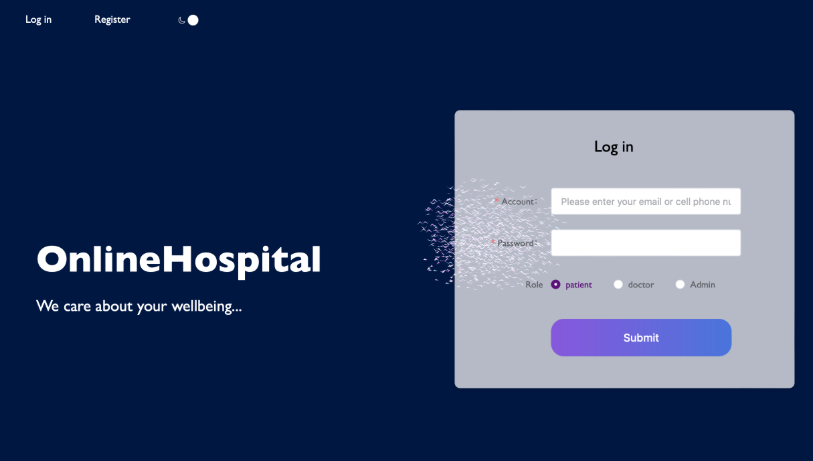 Log in
Register
Log in
* Account:
Please enter your email or cell phone nu
* Password:
OnlineHospital
We care about your wellbeing...
Role
patient
doctor
Admin
Submit